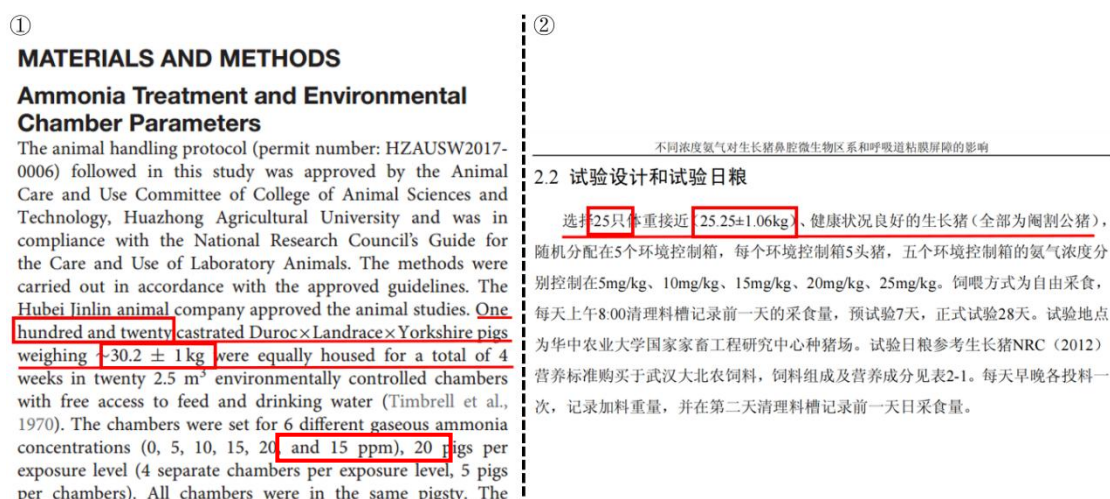 ①
MATERIALS AND METHODS
Ammonia Treatment and Environmental
Chamber Parameters
The animal handling protocol (permit number: HZAUSW2017-
0006) followed in this study was approved by the Animal
Care and Use Committee of College of Animal Sciences and
Technology, Huazhong Agricultural University and was in
compliance with the National Research Council's Guide for
the Care and Use of Laboratory Animals. The methods were
carried out in accordance with the approved guidelines. The
Hubei Jinlin animal company approved the animal studies. One
hundred and twenty castrated Duroc×Landrace×Yorkshire pigs
weighing ~30.2 ± 1 kg were equally housed for a total of 4
weeks in twenty 2.5 m³ environmentally controlled chambers
with free access to feed and drinking water (Timbrell et al.,
1970). The chambers were set for 6 different gaseous ammonia
concentrations (0, 5, 10, 15, 20, and 15 ppm), 20 pigs per
exposure level (4 separate chambers per exposure level, 5 pigs
per chambers). All chambers were in the same pigsty. The
②
不同浓度氨气对生长猪鼻腔微生物区系和呼吸道粘膜屏障的影响
2.2 试验设计和试验日粮
选择25只体重接近(25.25±1.06kg)、健康状况良好的生长猪(全部为阉割公猪),
随机分配在5个环境控制箱，每个环境控制箱5头猪，五个环境控制箱的氨气浓度分
别控制在5mg/kg、10mg/kg、15mg/kg、20mg/kg、25mg/kg。饲喂方式为自由采食，
每天上午8:00清理料槽记录前一天的采食量，预试验7天，正式试验28天。试验地点
为华中农业大学国家家畜工程研究中心种猪场。试验日粮参考生长猪NRC（2012）
营养标准购买于武汉大北农饲料，饲料组成及营养成分见表2-1。每天早晚各投料一
次，记录加料重量，并在第二天清理料槽记录前一天日采食量。